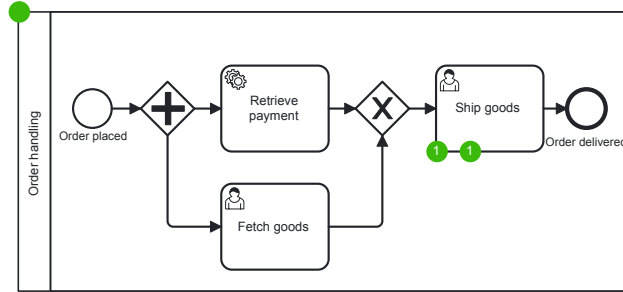 Order handling
Order placed
Retrieve
payment
Fetch goods
X
Ship goods
1 1
Order delivered